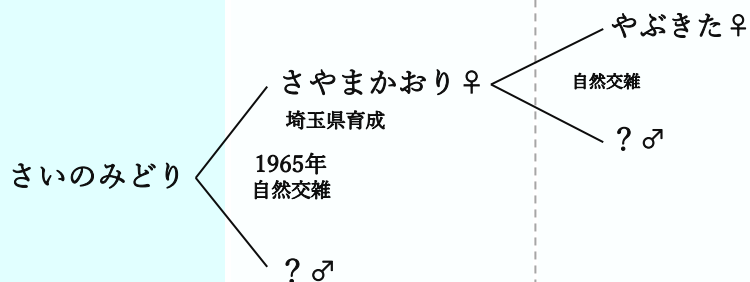 やぶきた♀
さやまかおり♀
自然交雑
埼玉県育成
?♂
1965年
さいのみどり
自然交雑
?♂